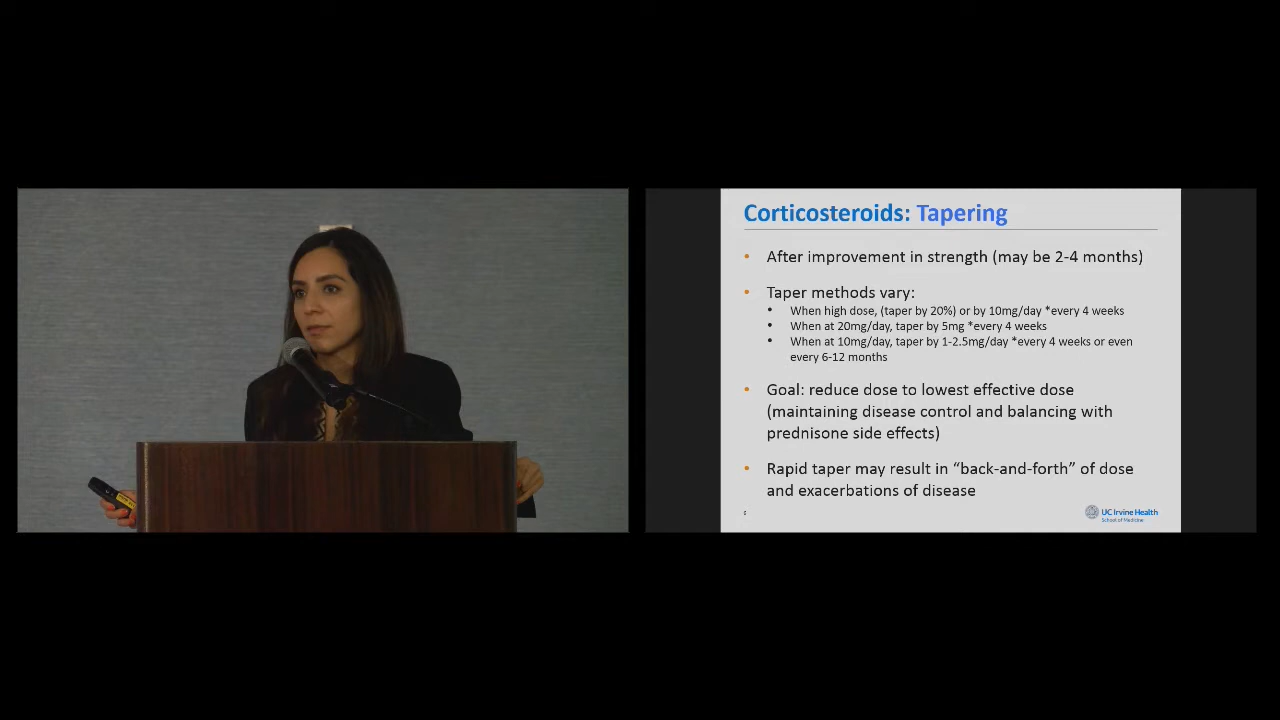 Corticosteroids: Tapering
• After improvement in strength (may be 2-4 months)
• Taper methods vary:
• When high dose, (taper by 20%) or by 10mg/day *every 4 weeks
• When at 20mg/day, taper by 5mg *every 4 weeks
• When at 10mg/day, taper by 1-2.5mg/day *every 4 weeks or even
every 6-12 months
• Goal: reduce dose to lowest effective dose
(maintaining disease control and balancing with
prednisone side effects)
• Rapid taper may result in “back-and-forth” of dose
and exacerbations of disease
UC Irvine Health
School of Medicine